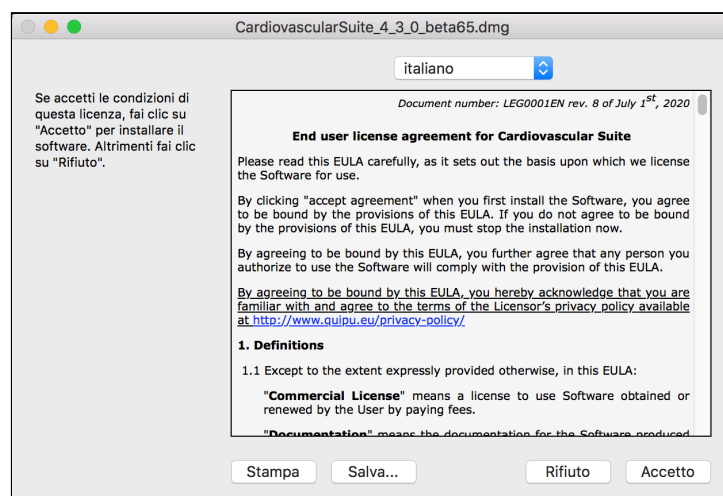 CardiovascularSuite_4_3_0_beta65.dmg
italiano
Se accetti le condizioni di
questa licenza, fai clic su
"Accetto" per installare il
software. Altrimenti fai clic
su "Rifiuto".
Document number: LEG0001EN rev. 8 of July 1st, 2020
End user license agreement for Cardiovascular Suite
Please read this EULA carefully, as it sets out the basis upon which we license
the Software for use.
By clicking "accept agreement" when you first install the Software, you agree
to be bound by the provisions of this EULA. If you do not agree to be bound
by the provisions of this EULA, you must stop the installation now.
By agreeing to be bound by this EULA, you further agree that any person you
authorize to use the Software will comply with the provision of this EULA.
By agreeing to be bound by this EULA, you hereby acknowledge that you are
familiar with and agree to the terms of the Licensor's privacy policy available
at http://www.quipu.eu/privacy-policy/
1. Definitions
1.1 Except to the extent expressly provided otherwise, in this EULA:
"Commercial License" means a license to use Software obtained or
renewed by the User by paying fees.
"Documentation" means the documentation for the Software produced
Stampa
Salva...
Rifiuto
Accetto